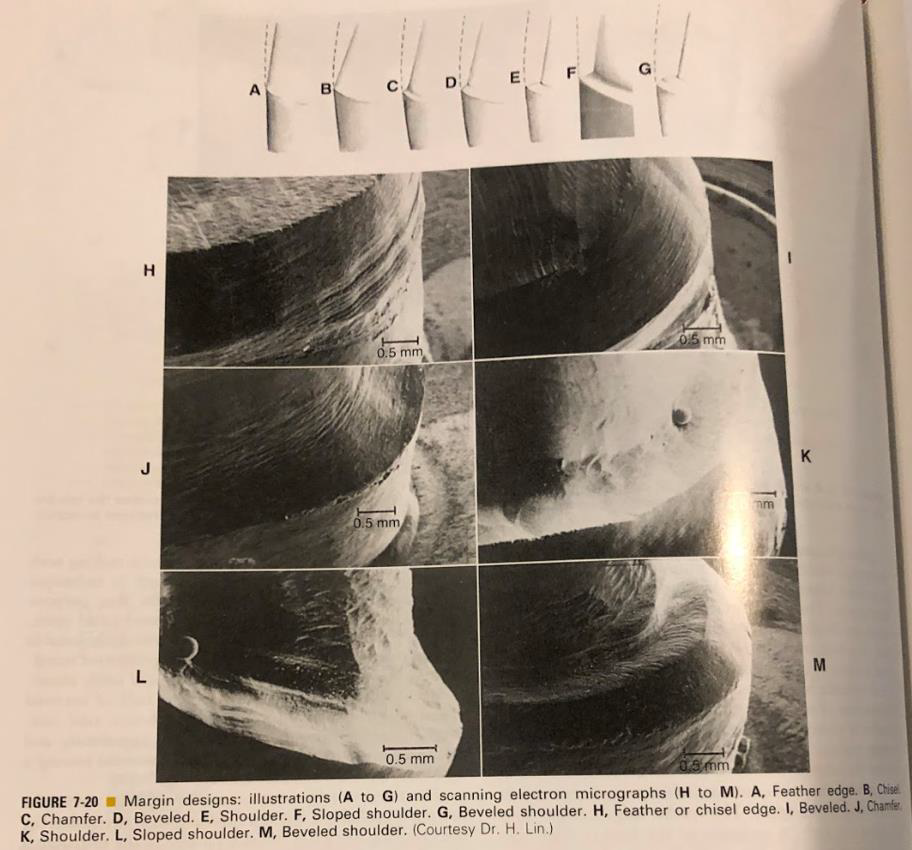 A B C D E F G
H I
0.5 mm 0.5 mm
J K
0.5 mm mm
L M
0.5 mm 0.5 mm
FIGURE 7-20 ■ Margin designs: illustrations (A to G) and scanning electron micrographs (H to M). A, Feather edge. B, Chisel.
C, Chamfer. D, Beveled. E, Shoulder. F, Sloped shoulder. G, Beveled shoulder. H, Feather or chisel edge. I, Beveled. J, Chamfer.
K, Shoulder. L, Sloped shoulder. M, Beveled shoulder. (Courtesy Dr. H. Lin.)